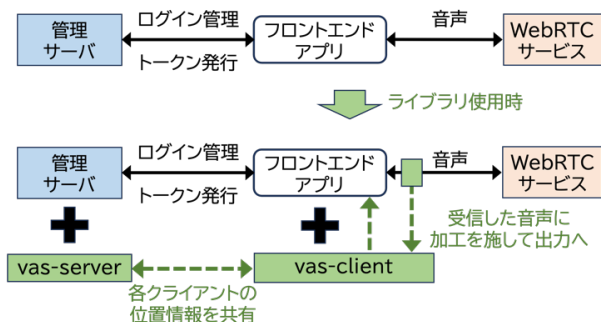 管理
サーバ
ログイン管理
トークン発行
フロントエンド
アプリ
音声
WebRTC
サービス
ライブラリ使用時
管理
サーバ
ログイン管理
トークン発行
フロントエンド
アプリ
音声
WebRTC
サービス
受信した音声に
加工を施して出力へ
vas-server
vas-client
各クライアントの
位置情報を共有